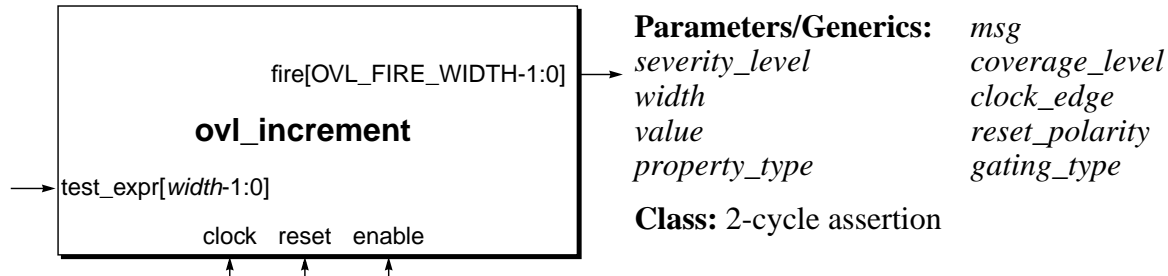 fire[OVL_FIRE_WIDTH-1:0]
ovl_increment
test_expr[width-1:0]
clock reset enable
Parameters/Generics: msg
severity_level coverage_level
width clock_edge
value reset_polarity
property_type gating_type
Class: 2-cycle assertion